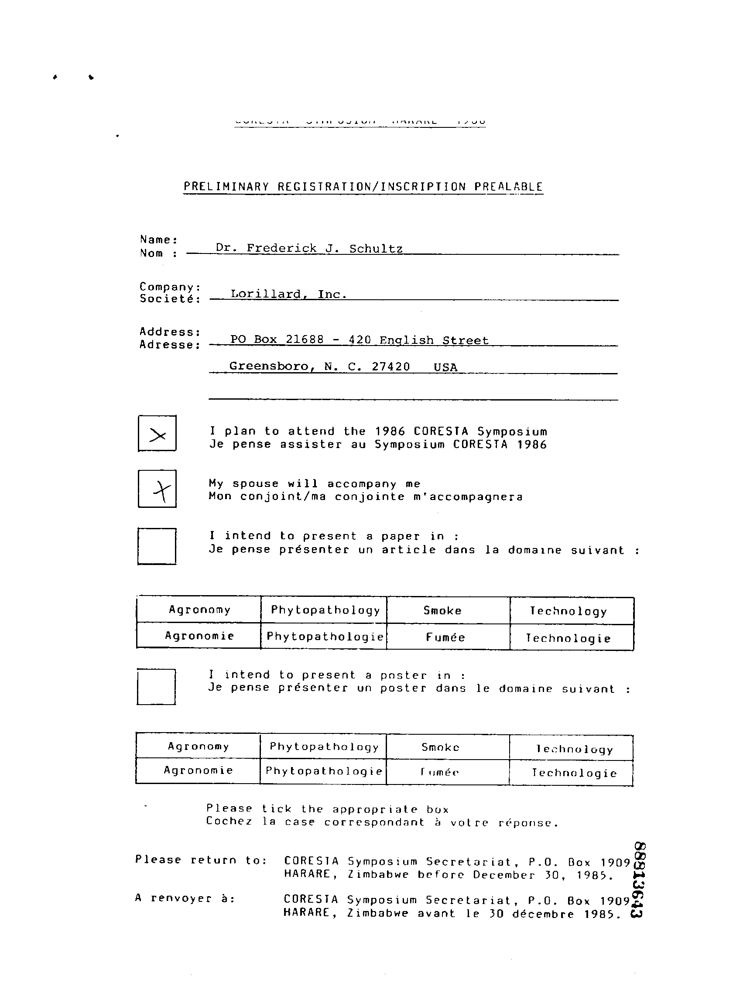 CORESTA SYMPOSIUM HARARE 1986
PRELIMINARY REGISTRATION/INSCRIPTION PREALABLE
Name:
Nom : Dr. Frederick J. Schultz
Company:
Societé: Lorillard, Inc.
Address:
Adresse: PO Box 21688 - 420 English Street
Greensboro, N. C. 27420 USA
X I plan to attend the 1986 CORESTA Symposium
Je pense assister au Symposium CORESTA 1986
X My spouse will accompany me
Mon conjoint/ma conjointe m'accompagnera
I intend to present a paper in :
Je pense présenter un article dans la domaine suivant :
Agronomy Phytopathology Smoke Technology
Agronomie Phytopathologie Fumée Technologie
I intend to present a poster in :
Je pense présenter un poster dans le domaine suivant :
Agronomy Phytopathology Smoke Technology
Agronomie Phytopathologie Fumée Technologie
Please tick the appropriate box
Cochez la case correspondant à votre réponse.
Please return to: CORESTA Symposium Secretariat, P.O. Box 1909
HARARE, Zimbabwe before December 30, 1985.
A renvoyer à: CORESTA Symposium Secretariat, P.O. Box 1909
HARARE, Zimbabwe avant le 30 décembre 1985.
88813643